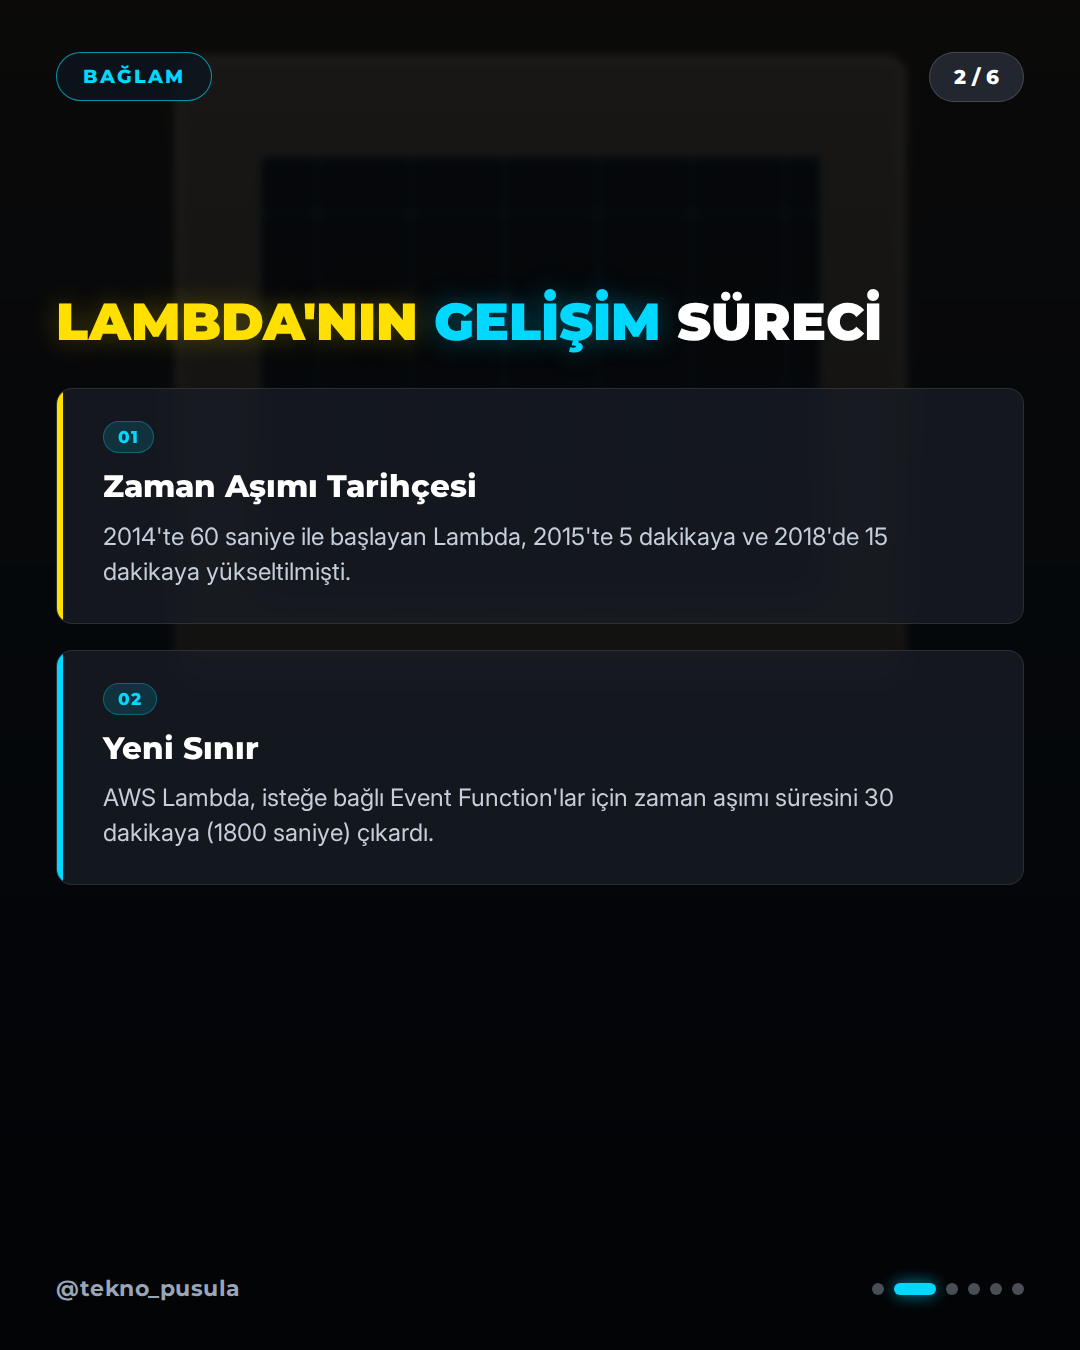 BAĞLAM
2 / 6
LAMBDA'NIN GELİŞİM SÜRECİ
01
Zaman Aşımı Tarihçesi
2014'te 60 saniye ile başlayan Lambda, 2015'te 5 dakikaya ve 2018'de 15
dakikaya yükseltilmişti.
02
Yeni Sınır
AWS Lambda, isteğe bağlı Event Function'lar için zaman aşımı süresini 30
dakikaya (1800 saniye) çıkardı.
@tekno_pusula